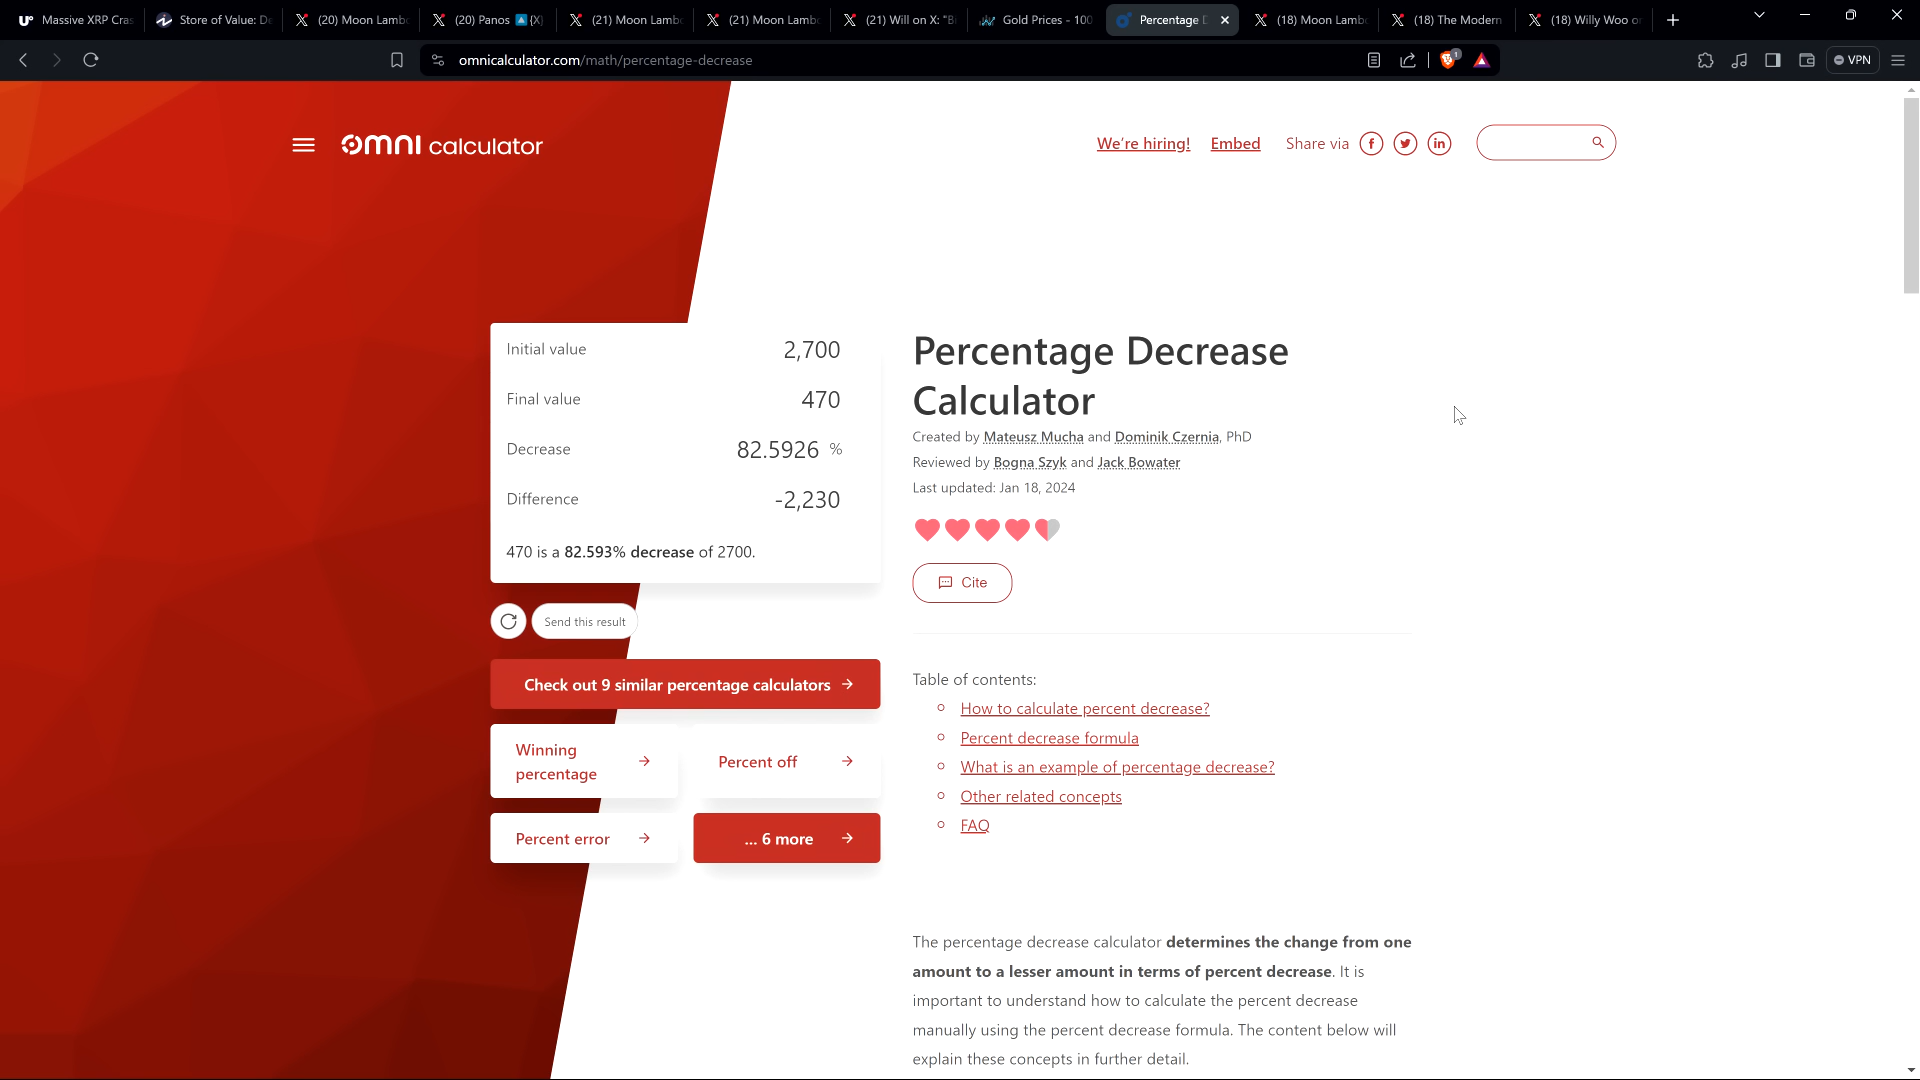 Massive XRP Cras
Store of Value: De
(20) Moon Lambo
(20) Panos 🔼{X}
(21) Moon Lambo
(21) Moon Lambo
(21) Will on X: "Bi
Gold Prices - 100
Percentage D
(18) Moon Lambo
(18) The Modern
(18) Willy Woo on
omnicalculator.com/math/percentage-decrease
1
VPN
omni calculator
We're hiring!
Embed
Share via
Initial value 2,700
Final value 470
Decrease 82.5926 %
Difference -2,230
470 is a 82.593% decrease of 2700.
Send this result
Check out 9 similar percentage calculators →
Winning
percentage →
Percent off →
Percent error →
... 6 more →
Percentage Decrease
Calculator
Created by Mateusz Mucha and Dominik Czernia, PhD
Reviewed by Bogna Szyk and Jack Bowater
Last updated: Jan 18, 2024
Cite
Table of contents:
How to calculate percent decrease?
Percent decrease formula
What is an example of percentage decrease?
Other related concepts
FAQ
The percentage decrease calculator determines the change from one
amount to a lesser amount in terms of percent decrease. It is
important to understand how to calculate the percent decrease
manually using the percent decrease formula. The content below will
explain these concepts in further detail.